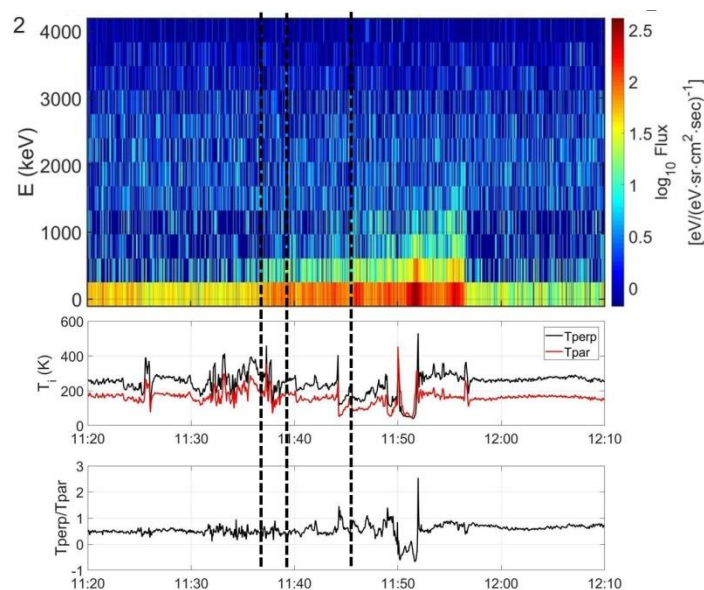 2
4000
3000
2000
1000
0
E (keV)
2.5
2
1.5
1
0.5
0
log10 Flux
[eV/(eV·sr·cm²·sec)⁻¹]
600
400
200
0
Ti (K)
Tperp
Tpar
11:20 11:30 11:40 11:50 12:00 12:10
3
2
1
0
-1
Tperp/Tpar
11:20 11:30 11:40 11:50 12:00 12:10